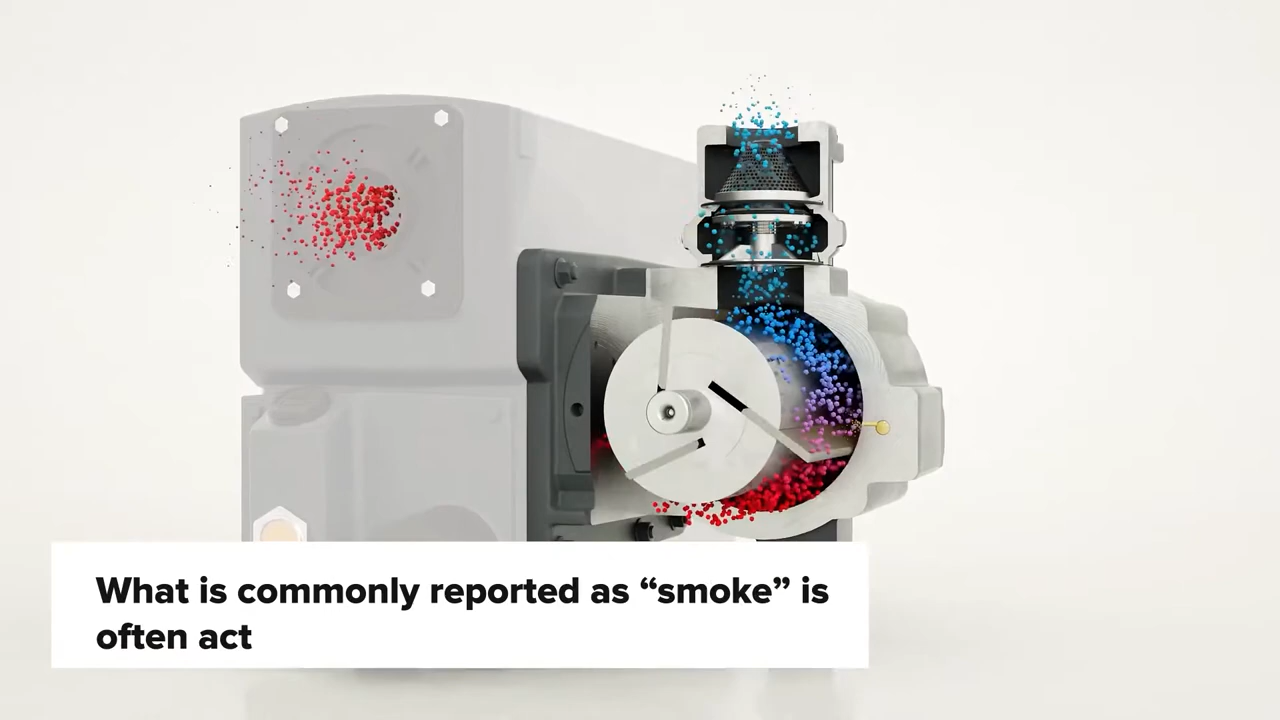 What is commonly reported as “smoke” is
often act